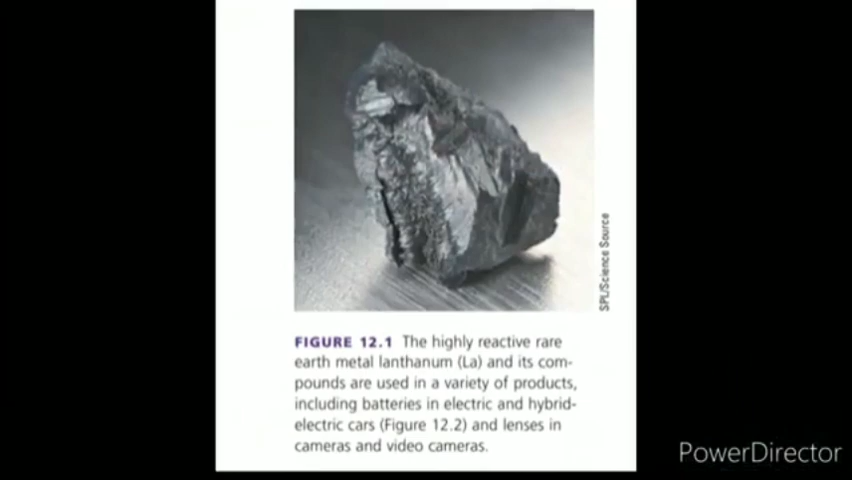 SPL/Science Source
FIGURE 12.1 The highly reactive rare
earth metal lanthanum (La) and its com-
pounds are used in a variety of products,
including batteries in electric and hybrid-
electric cars (Figure 12.2) and lenses in
cameras and video cameras.
PowerDirector